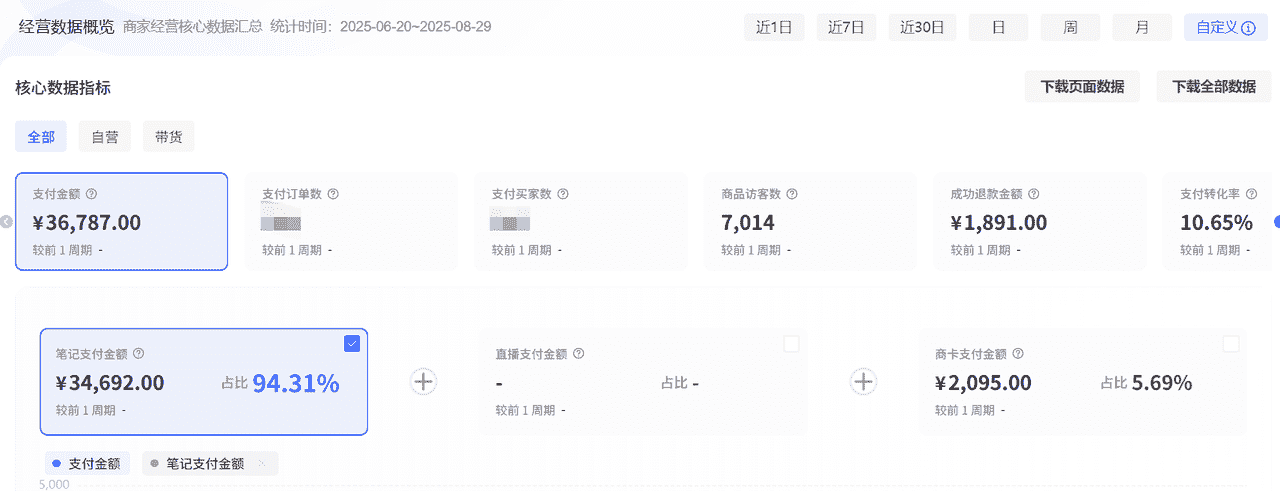 经营数据概览 商家经营核心数据汇总 统计时间：2025-06-20~2025-08-29 近1日 近7日 近30日 日 周 月 自定义
核心数据指标 下载页面数据 下载全部数据
全部 自营 带货
支付金额 支付订单数 支付买家数 商品访客数 成功退款金额 支付转化率
¥36,787.00 7,014 ¥1,891.00 10.65%
较前 1 周期 - 较前 1 周期 - 较前 1 周期 - 较前 1 周期 - 较前 1 周期 - 较前 1 周期 -
笔记支付金额 直播支付金额 商卡支付金额
¥34,692.00 占比 94.31% - 占比 - ¥2,095.00 占比 5.69%
较前 1 周期 - 较前 1 周期 - 较前 1 周期 -
支付金额 笔记支付金额
5,000